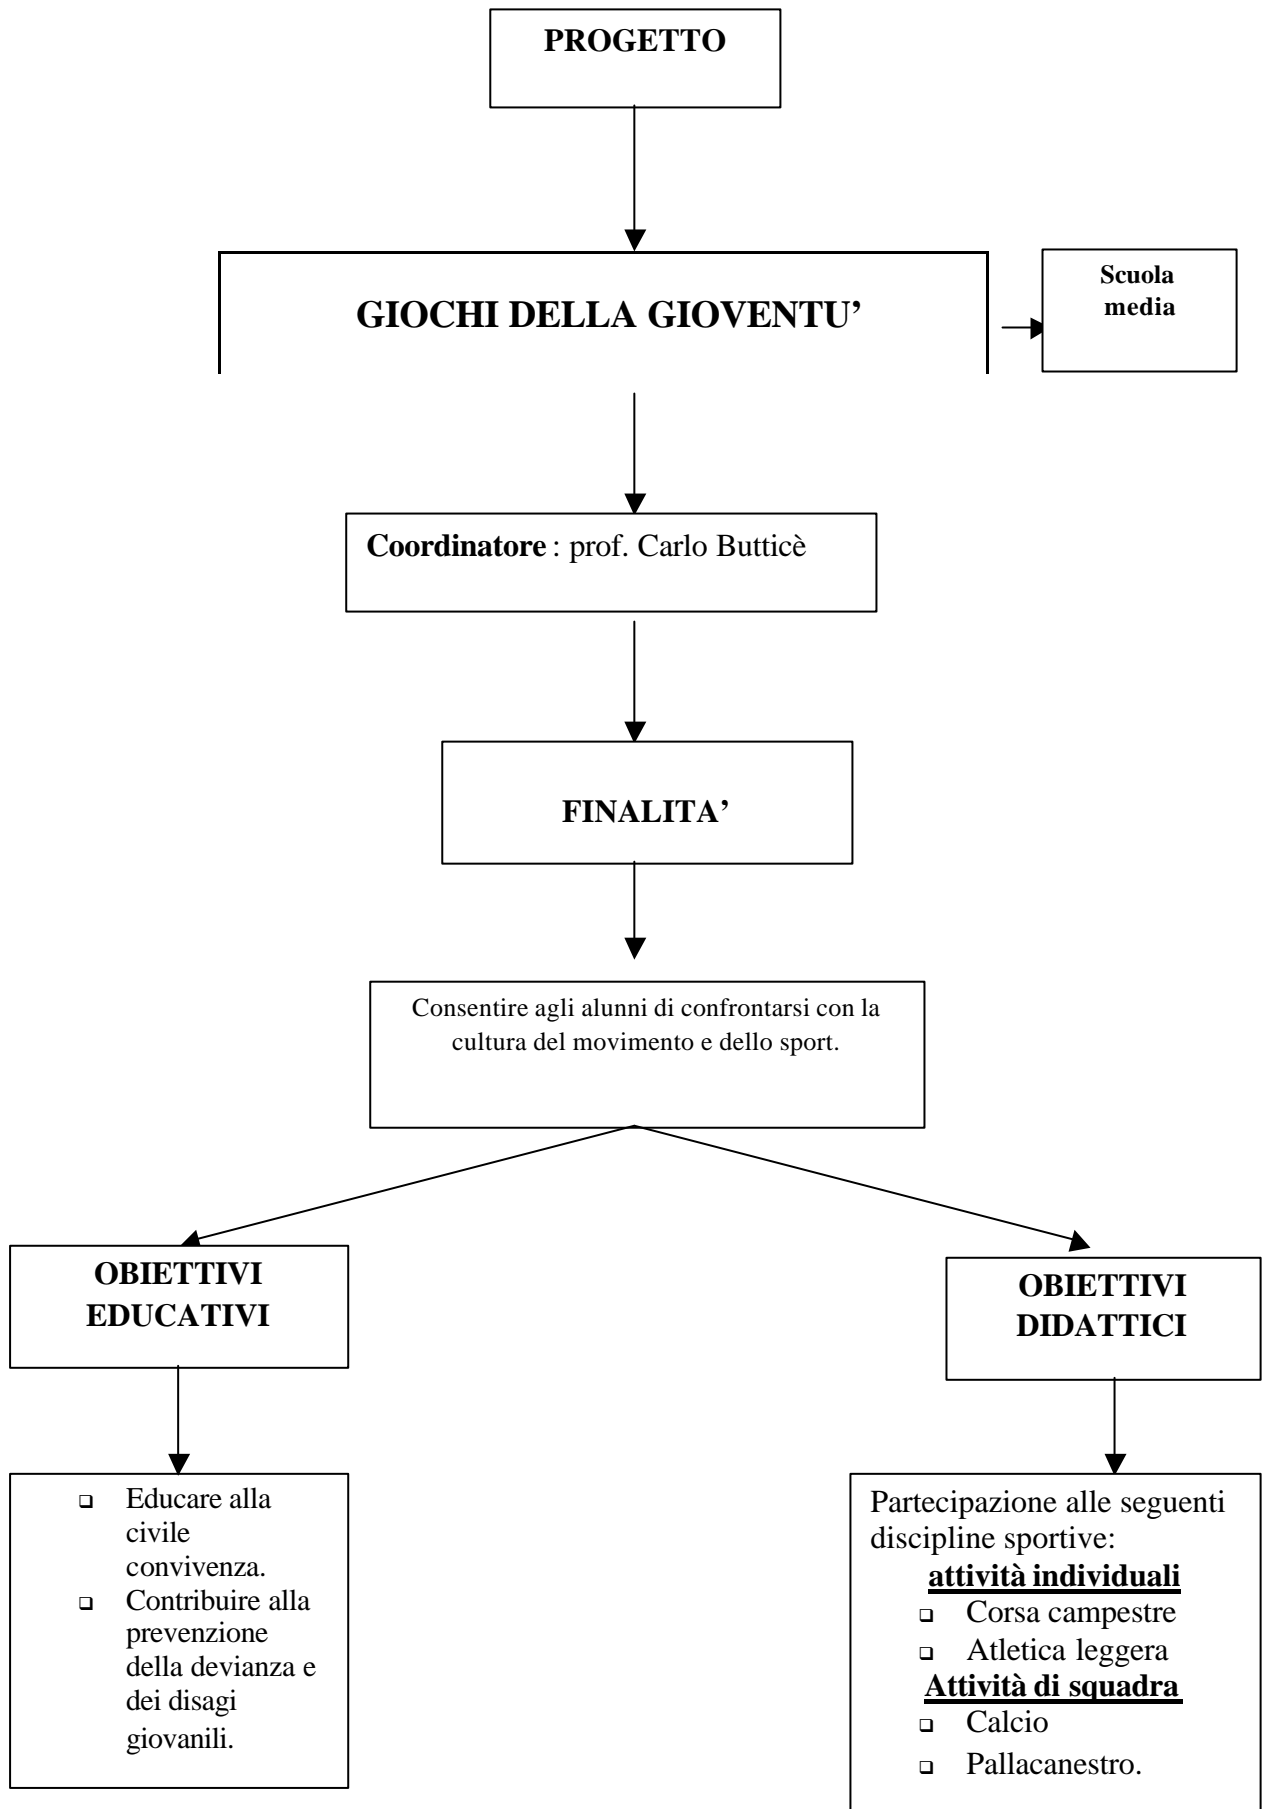 PROGETTO
GIOCHI DELLA GIOVENTU’
Scuola
media
Coordinatore : prof. Carlo Butticè
FINALITA’
Consentire agli alunni di confrontarsi con la
cultura del movimento e dello sport.
OBIETTIVI
EDUCATIVI
OBIETTIVI
DIDATTICI
❑ Educare alla
civile
convivenza.
❑ Contribuire alla
prevenzione
della devianza e
dei disagi
giovanili.
Partecipazione alle seguenti
discipline sportive:
attività individuali
❑ Corsa campestre
❑ Atletica leggera
Attività di squadra
❑ Calcio
❑ Pallacanestro.